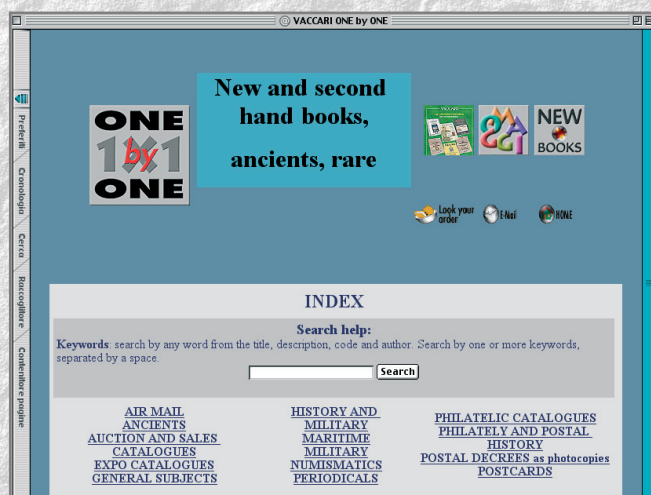 VACCARI ONE by ONE
Preferiti
Cronologia
Cerca
Raccoglitore
Contenitore pagine
ONE
1by1
ONE
New and second
hand books,
ancients, rare
VACCARI
NEW
BOOKS
Look your
order
E-Mail
HOME
INDEX
Search help:
Keywords: search by any word from the title, description, code and author. Search by one or more keywords,
separated by a space.
Search
AIR MAIL
ANCIENTS
AUCTION AND SALES
CATALOGUES
EXPO CATALOGUES
GENERAL SUBJECTS
HISTORY AND
MILITARY
MARITIME
MILITARY
NUMISMATICS
PERIODICALS
PHILATELIC CATALOGUES
PHILATELY AND POSTAL
HISTORY
POSTAL DECREES as photocopies
POSTCARDS